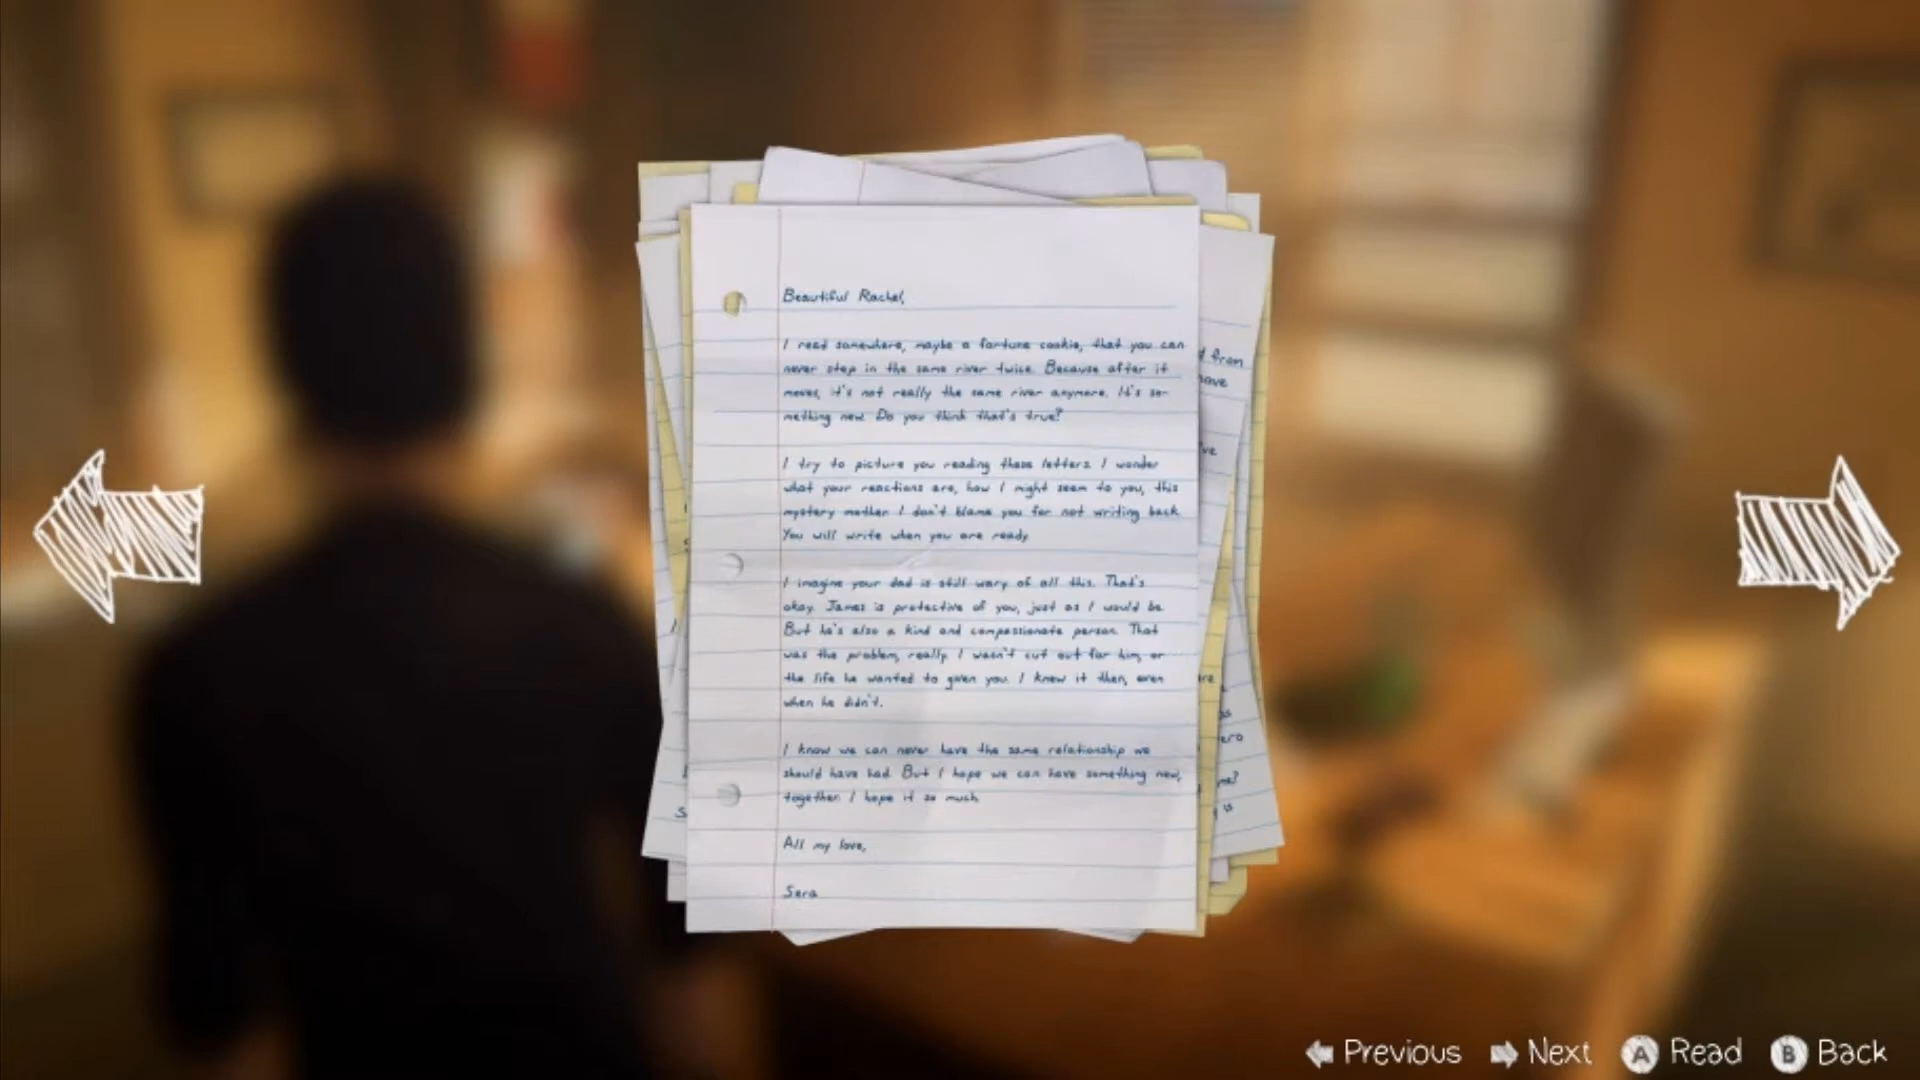 Beautiful Rachel,
I read somewhere, maybe a fortune cookie, that you can
never step in the same river twice. Because after it
moves, it's not really the same river anymore. It's so-
mething new. Do you think that's true?
I try to picture you reading these letters. I wonder
what your reactions are, how I might seem to you, this
mystery mother. I don't blame you for not writing back.
You will write when you are ready.
I imagine your dad is still wary of all this. That's
okay. James is protective of you, just as I would be.
But he's also a kind and compassionate person. That
was the problem, really. I wasn't cut out for him, or
the life he wanted to given you. I knew it then, even
when he didn't.
I know we can never have the same relationship we
should have had. But I hope we can have something new,
together. I hope it so much.
All my love,
Sera
from
ve
ere
as
ero
me?
is
Previous
Next
A Read
B Back